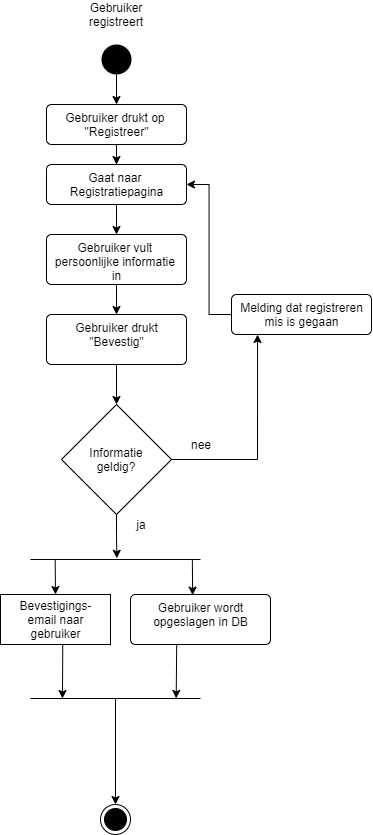 Gebruiker
registreert
Gebruiker drukt op
"Registreer"
Gaat naar
Registratiepagina
Gebruiker vult
persoonlijke informatie
in
Gebruiker drukt
"Bevestig"
Melding dat registreren
mis is gegaan
Informatie
geldig?
nee
ja
Bevestigings-
email naar
gebruiker
Gebruiker wordt
opgeslagen in DB